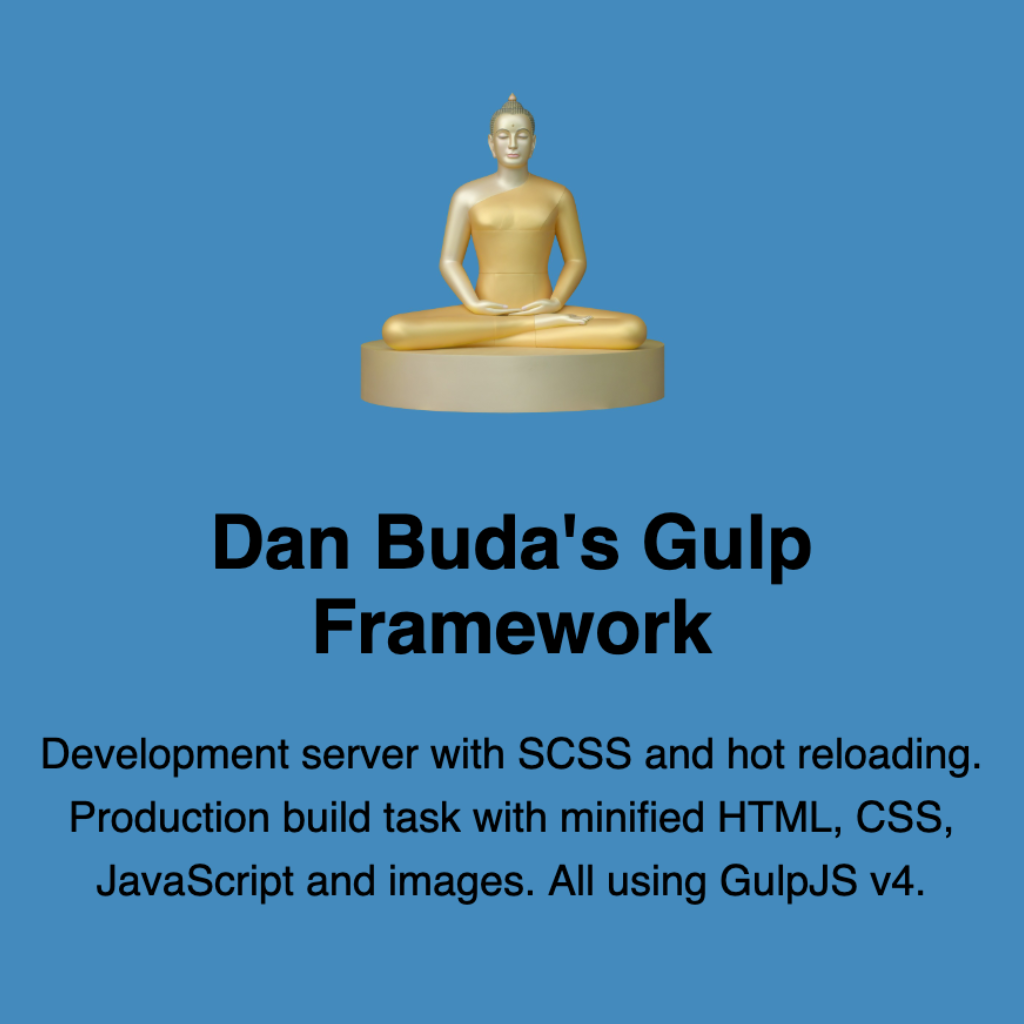 Dan Buda's Gulp
Framework
Development server with SCSS and hot reloading.
Production build task with minified HTML, CSS,
JavaScript and images. All using GulpJS v4.